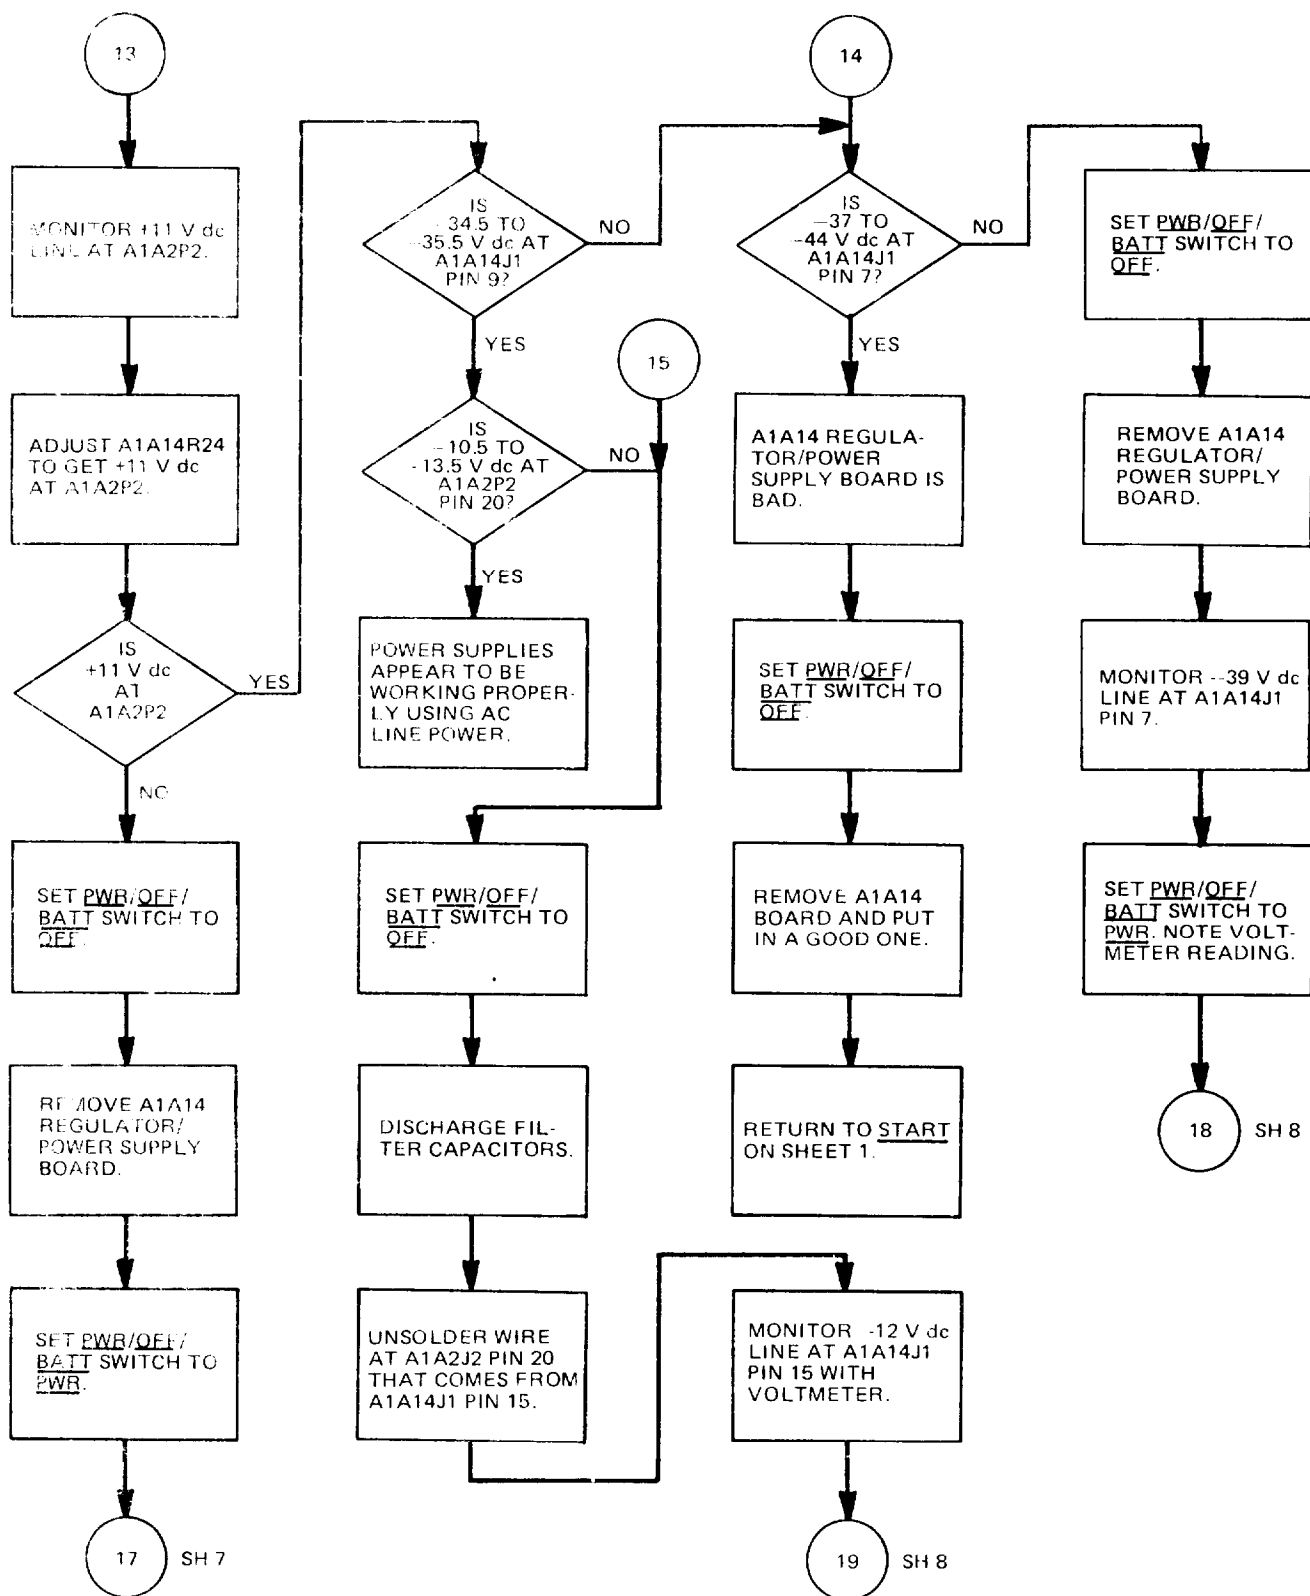 13
MONITOR +11 V dc
LINE AT A1A2P2.
ADJUST A1A14R24
TO GET +11 V dc
AT A1A2P2.
IS
+11 V dc
AT
A1A2P2
YES
NO
SET PWR/OFF/
BATT SWITCH TO
OFF.
REMOVE A1A14
REGULATOR/
POWER SUPPLY
BOARD.
SET PWR/OFF/
BATT SWITCH TO
PWR.
17
SH 7
IS
-34.5 TO
-35.5 V dc AT
A1A14J1
PIN 9?
NO
YES
IS
-10.5 TO
-13.5 V dc AT
A1A2P2
PIN 20?
NO
YES
POWER SUPPLIES
APPEAR TO BE
WORKING PROPER-
LY USING AC
LINE POWER.
15
SET PWR/OFF/
BATT SWITCH TO
OFF.
DISCHARGE FIL-
TER CAPACITORS.
UNSOLDER WIRE
AT A1A2J2 PIN 20
THAT COMES FROM
A1A14J1 PIN 15.
MONITOR -12 V dc
LINE AT A1A14J1
PIN 15 WITH
VOLTMETER.
19
SH 8
14
IS
-37 TO
-44 V dc AT
A1A14J1
PIN 7?
NO
YES
A1A14 REGULA-
TOR/POWER
SUPPLY BOARD IS
BAD.
SET PWR/OFF/
BATT SWITCH TO
OFF.
REMOVE A1A14
BOARD AND PUT
IN A GOOD ONE.
RETURN TO START
ON SHEET 1.
SET PWR/OFF/
BATT SWITCH TO
OFF.
REMOVE A1A14
REGULATOR/
POWER SUPPLY
BOARD.
MONITOR --39 V dc
LINE AT A1A14J1
PIN 7.
SET PWR/OFF/
BATT SWITCH TO
PWR. NOTE VOLT-
METER READING.
18
SH 8